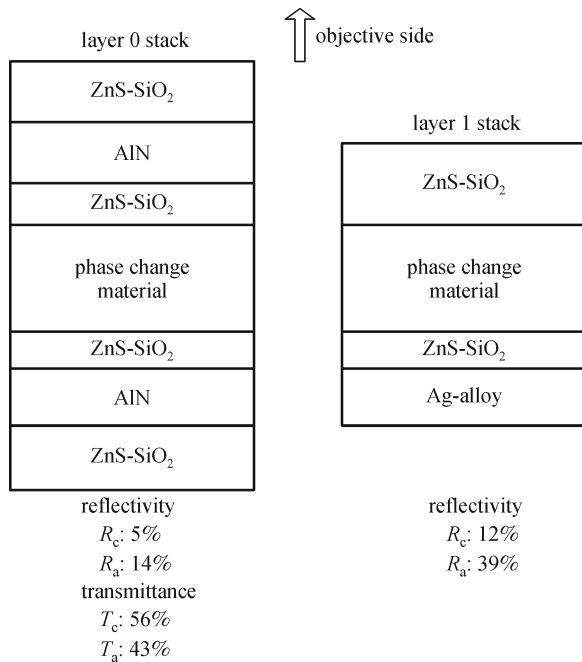 layer 0 stack
objective side
ZnS-SiO₂
AlN
ZnS-SiO₂
phase change
material
ZnS-SiO₂
AlN
ZnS-SiO₂
reflectivity
Rc: 5%
Ra: 14%
transmittance
Tc: 56%
Ta: 43%
layer 1 stack
ZnS-SiO₂
phase change
material
ZnS-SiO₂
Ag-alloy
reflectivity
Rc: 12%
Ra: 39%